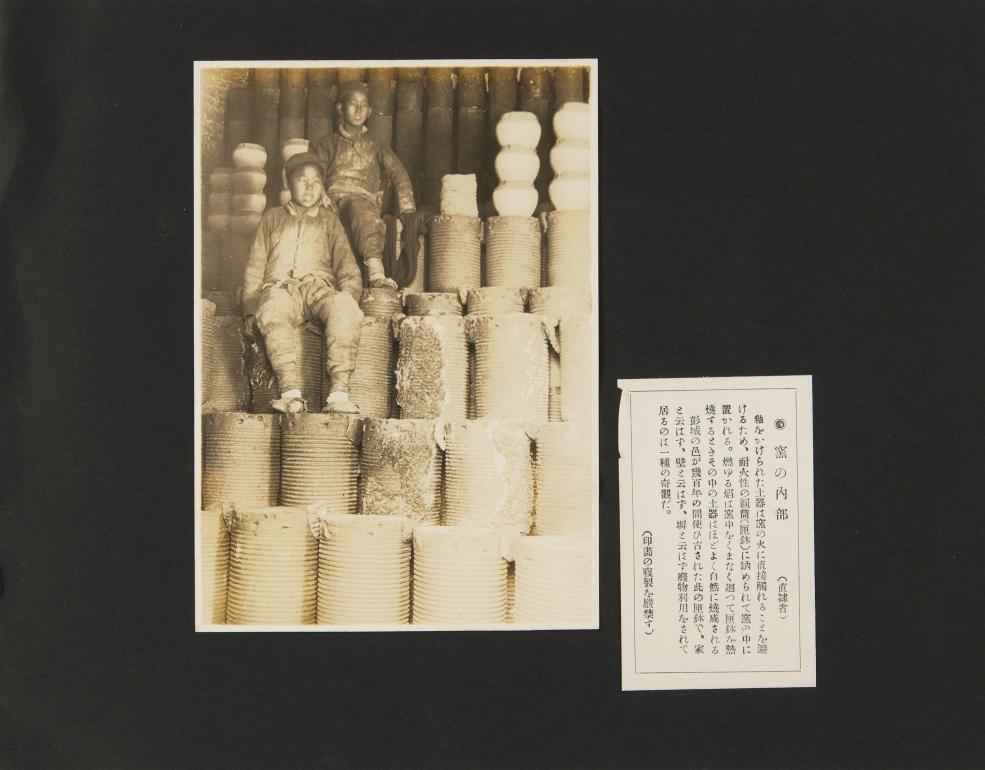 窯の內部
（直隷省）
釉をかけられた土器は窯の火に直接觸れることを避
けるため、耐火性の圓筒（匣鉢）に納められて窯の中に
置かれる。燃ゆる焰は窯中をくまなく廻つて匣鉢を熱
燒するときその中の土器はほどよく自然に燒成される
彭城の邑が幾百年の間使ひ古された此の匣鉢で、家
と云はず、壁と云はず、塀と云はず廢物利用をされて
居るのは一種の奇觀だ。
（印畫の複製を嚴禁す）